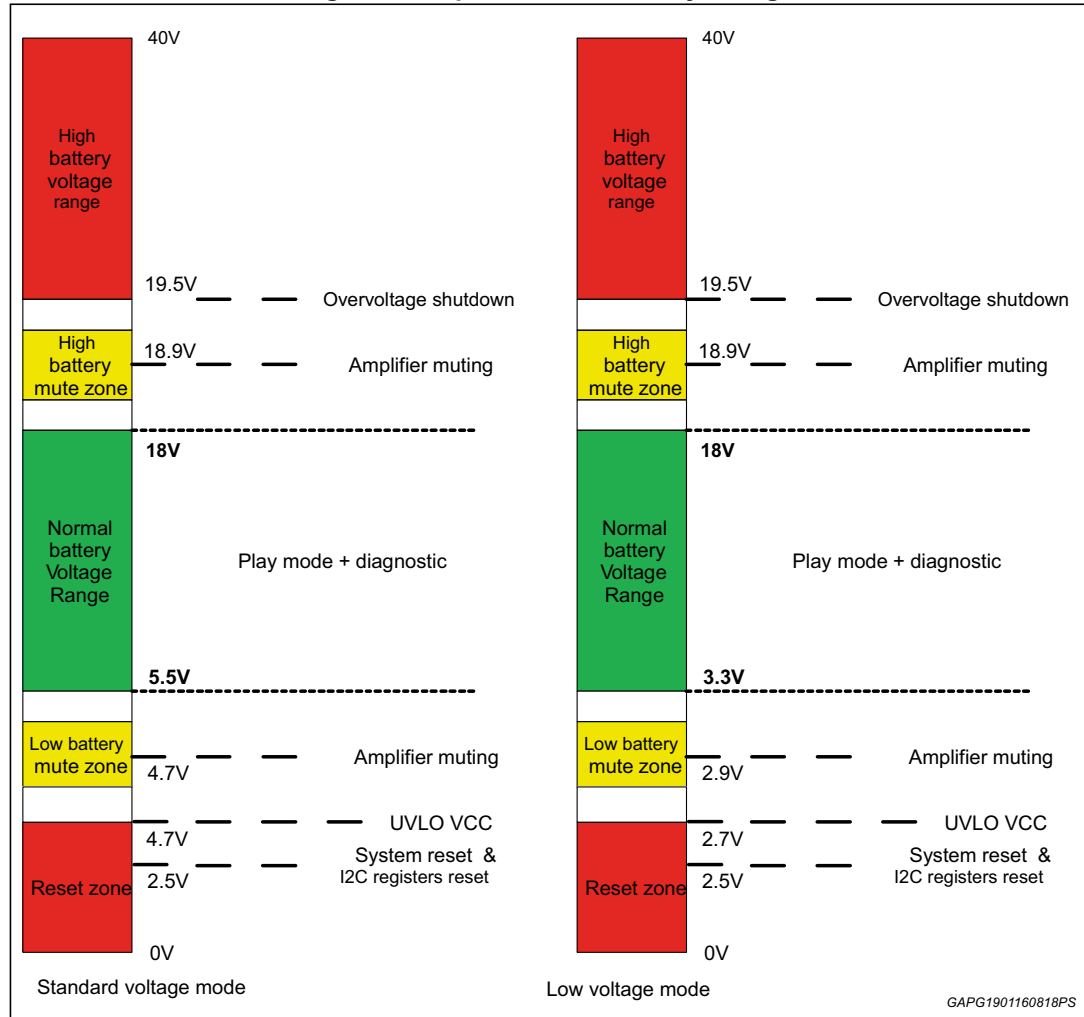 40V
High
battery
voltage
range
19.5V
Overvoltage shutdown
High
battery
mute zone
18.9V
Amplifier muting
18V
Normal
battery
Voltage
Range
Play mode + diagnostic
5.5V
Low battery
mute zone
4.7V
Amplifier muting
4.7V
UVLO VCC
Reset zone
2.5V
System reset &
I2C registers reset
0V
Standard voltage mode
40V
High
battery
voltage
range
19.5V
Overvoltage shutdown
High
battery
mute zone
18.9V
Amplifier muting
18V
Normal
battery
Voltage
Range
Play mode + diagnostic
3.3V
Low battery
mute zone
2.9V
Amplifier muting
2.7V
UVLO VCC
Reset zone
2.5V
System reset &
I2C registers reset
0V
Low voltage mode
GAPG1901160818PS